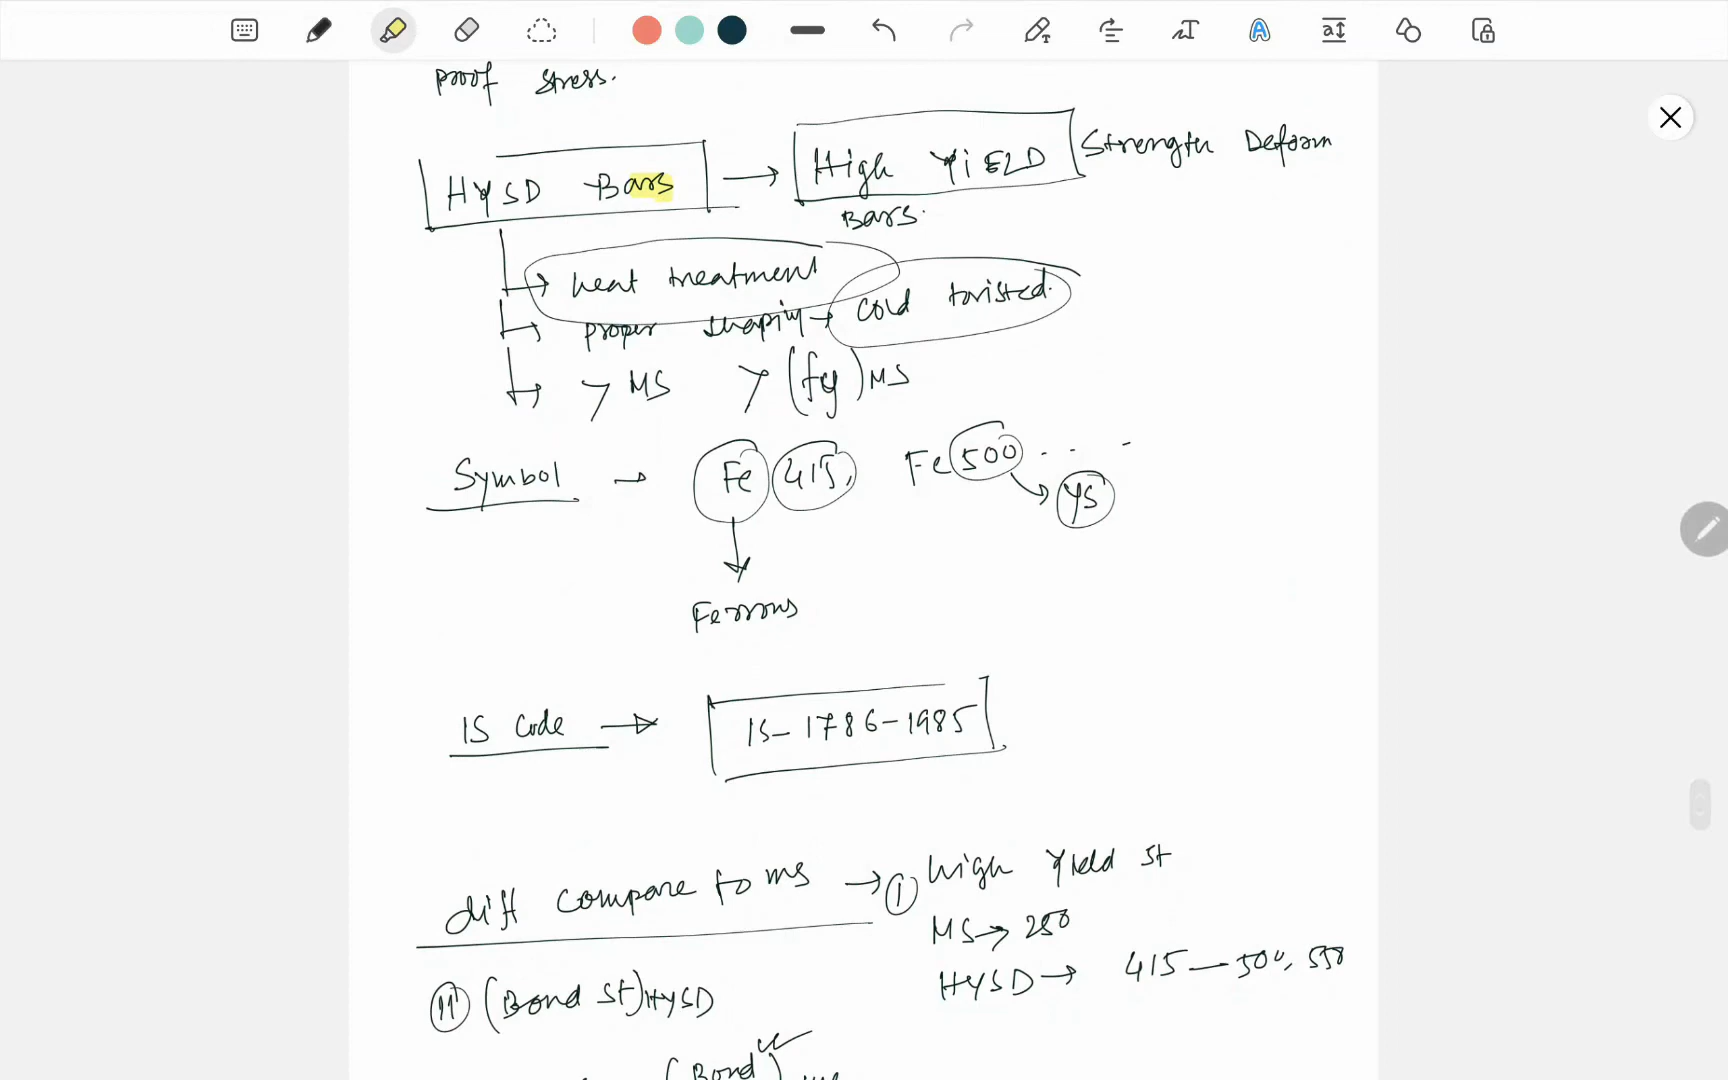 proof stress.
HYSD Bars → High YiELD Strength Deform
Bars.
→ heat treatment
→ proper shaping → cold twisted.
→ > MS > (fy)MS
Symbol → Fe 415, Fe 500 . . -
YS
Ferrous
IS Code → IS-1786-1985
diff compare to ms → ① high Yield st
MS → 250
HYSD → 415 — 500, 550
(II) (Bond st)HYSD
(Bond) ms